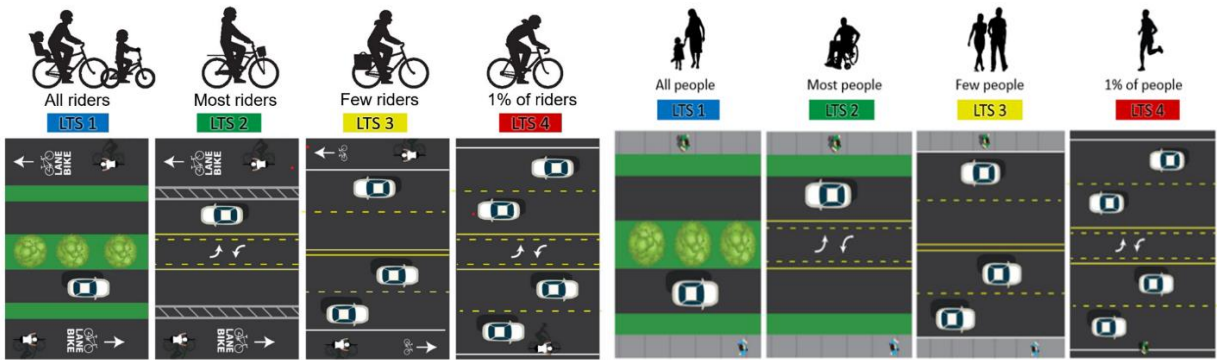 All riders
Most riders
Few riders
1% of riders
All people
Most people
Few people
1% of people
LTS 1
LTS 2
LTS 3
LTS 4
LTS 1
LTS 2
LTS 3
LTS 4
LANE
BIKE
LANE
BIKE
LANE
BIKE
LANE
BIKE